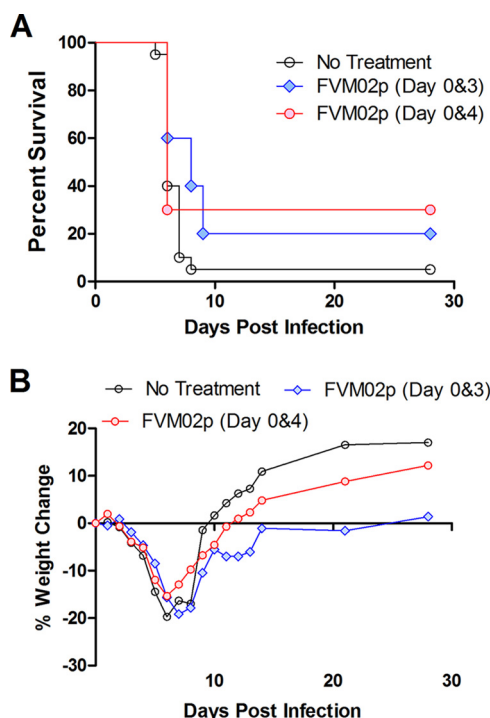 A
Percent Survival
100
80
60
40
20
0
No Treatment
FVM02p (Day 0&3)
FVM02p (Day 0&4)
0 10 20 30
Days Post Infection
B
No Treatment FVM02p (Day 0&3)
FVM02p (Day 0&4)
% Weight Change
20
10
0
-10
-20
-30
10 20 30
Days Post Infection